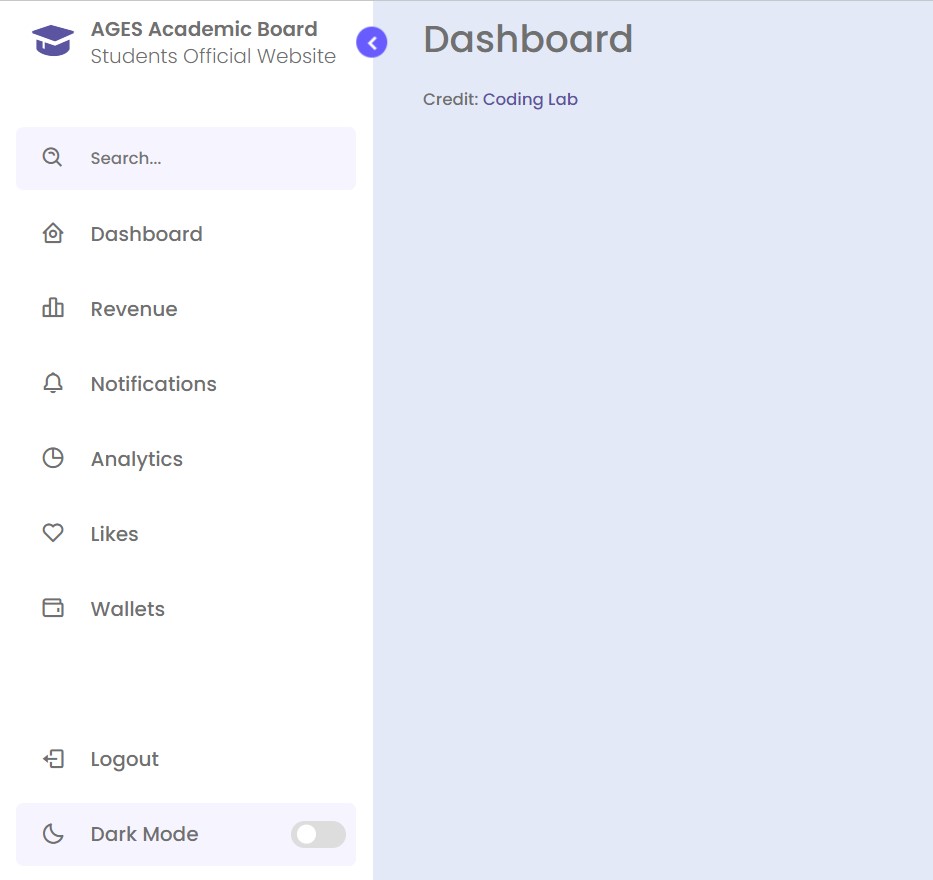 AGES Academic Board
Students Official Website
Search...
Dashboard
Revenue
Notifications
Analytics
Likes
Wallets
Logout
Dark Mode
Dashboard
Credit: Coding Lab